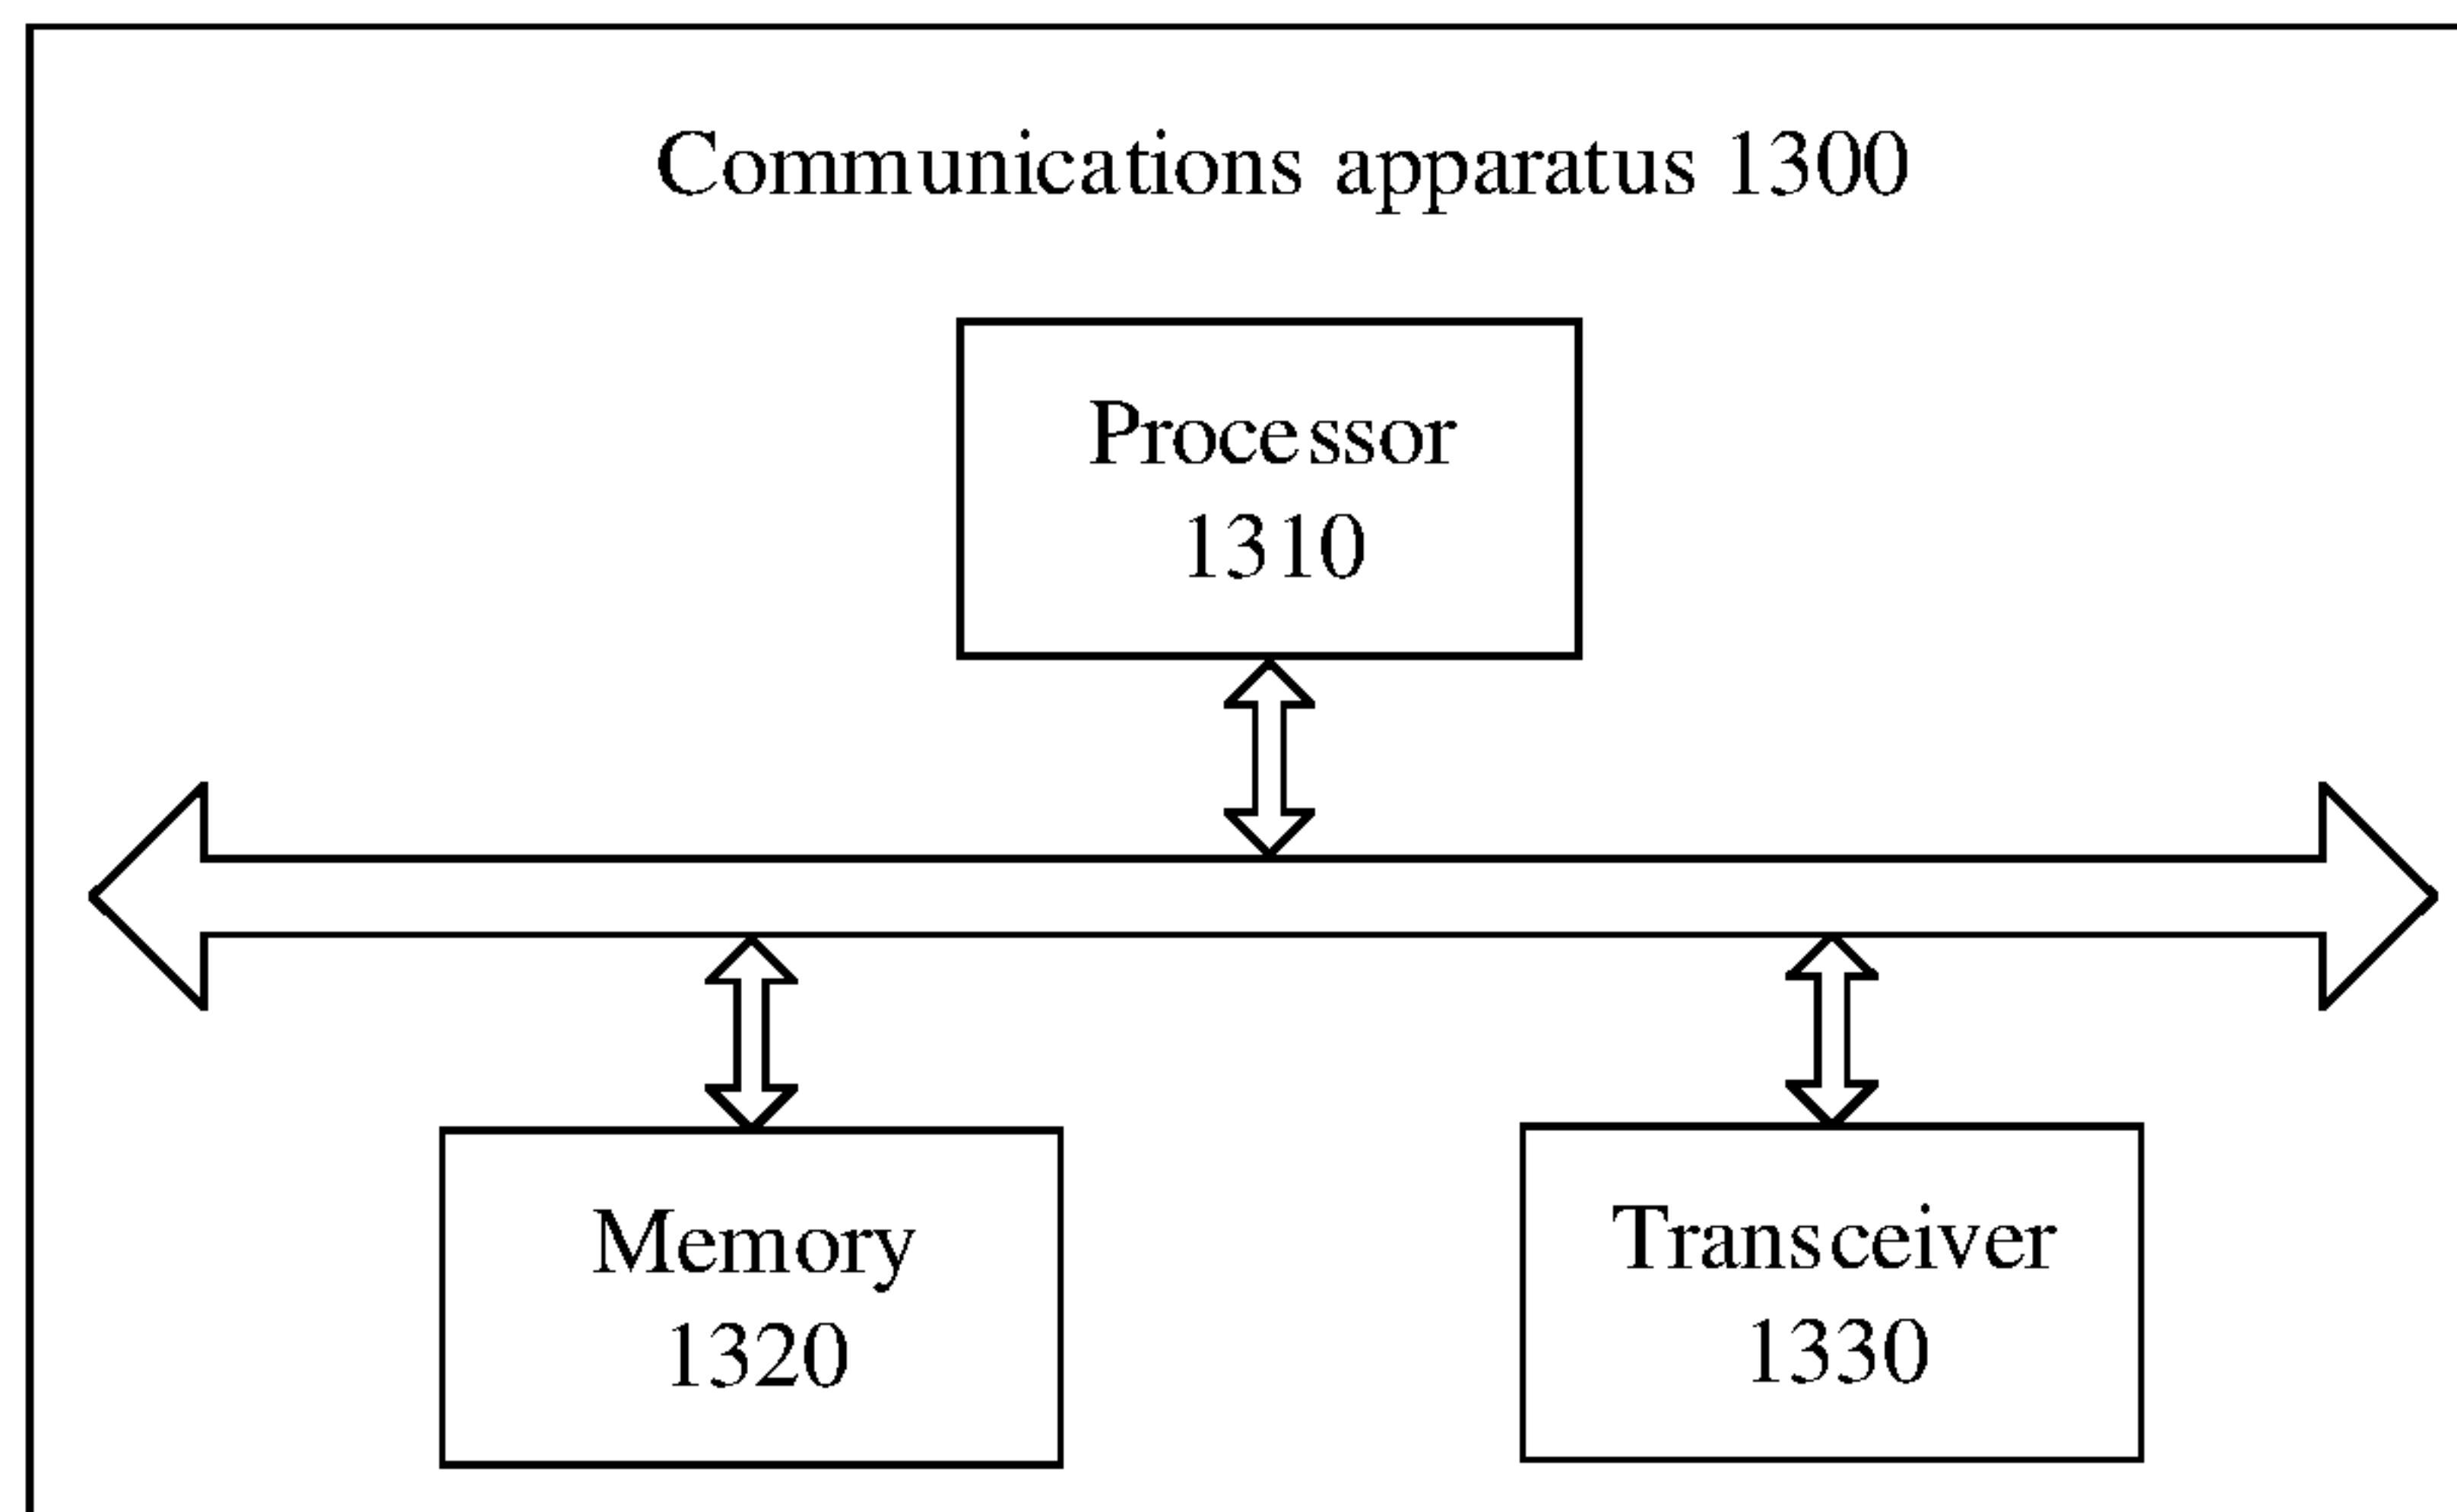 Communications apparatus 1300
Processor
1310
Memory
1320
Transceiver
1330